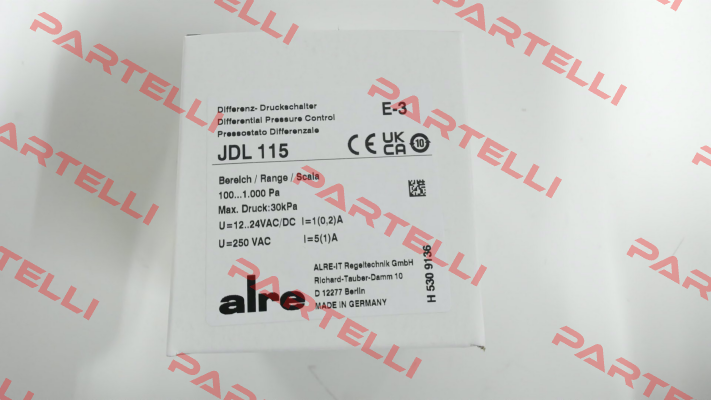 Differenz- Druckschalter
Differential Pressure Control
Pressostato Differenzale
E-3
JDL 115
CE UK CA 10
Bereich / Range / Scala
100...1.000 Pa
Max. Druck:30kPa
U=12..24VAC/DC I=1(0,2)A
U=250 VAC I=5(1)A
alre
ALRE-IT Regeltechnik GmbH
Richard-Tauber-Damm 10
D 12277 Berlin
MADE IN GERMANY
H 530 9136
PARTELLI
PARTELLI
PARTELLI
PARTELLI
PARTELLI
PARTELLI
PARTELLI